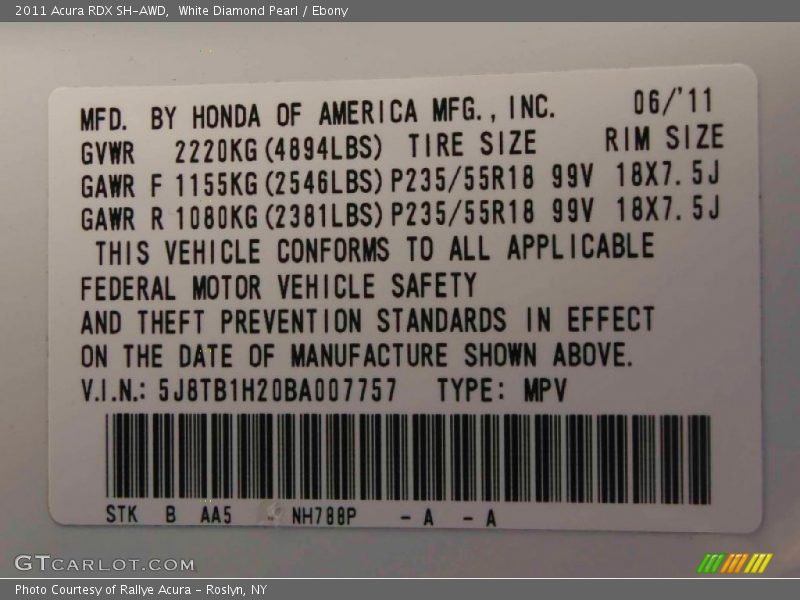 2011 Acura RDX SH-AWD,  White Diamond Pearl / Ebony
MFD. BY HONDA OF AMERICA MFG., INC. 06/'11
GVWR 2220KG(4894LBS) TIRE SIZE RIM SIZE
GAWR F 1155KG(2546LBS)P235/55R18 99V 18X7.5J
GAWR R 1080KG(2381LBS)P235/55R18 99V 18X7.5J
THIS VEHICLE CONFORMS TO ALL APPLICABLE
FEDERAL MOTOR VEHICLE SAFETY
AND THEFT PREVENTION STANDARDS IN EFFECT
ON THE DATE OF MANUFACTURE SHOWN ABOVE.
V.I.N.: 5J8TB1H20BA007757 TYPE: MPV
STK B AA5 - NH788P - A - A
GTCARLOT.COM
Photo Courtesy of Rallye Acura - Roslyn, NY